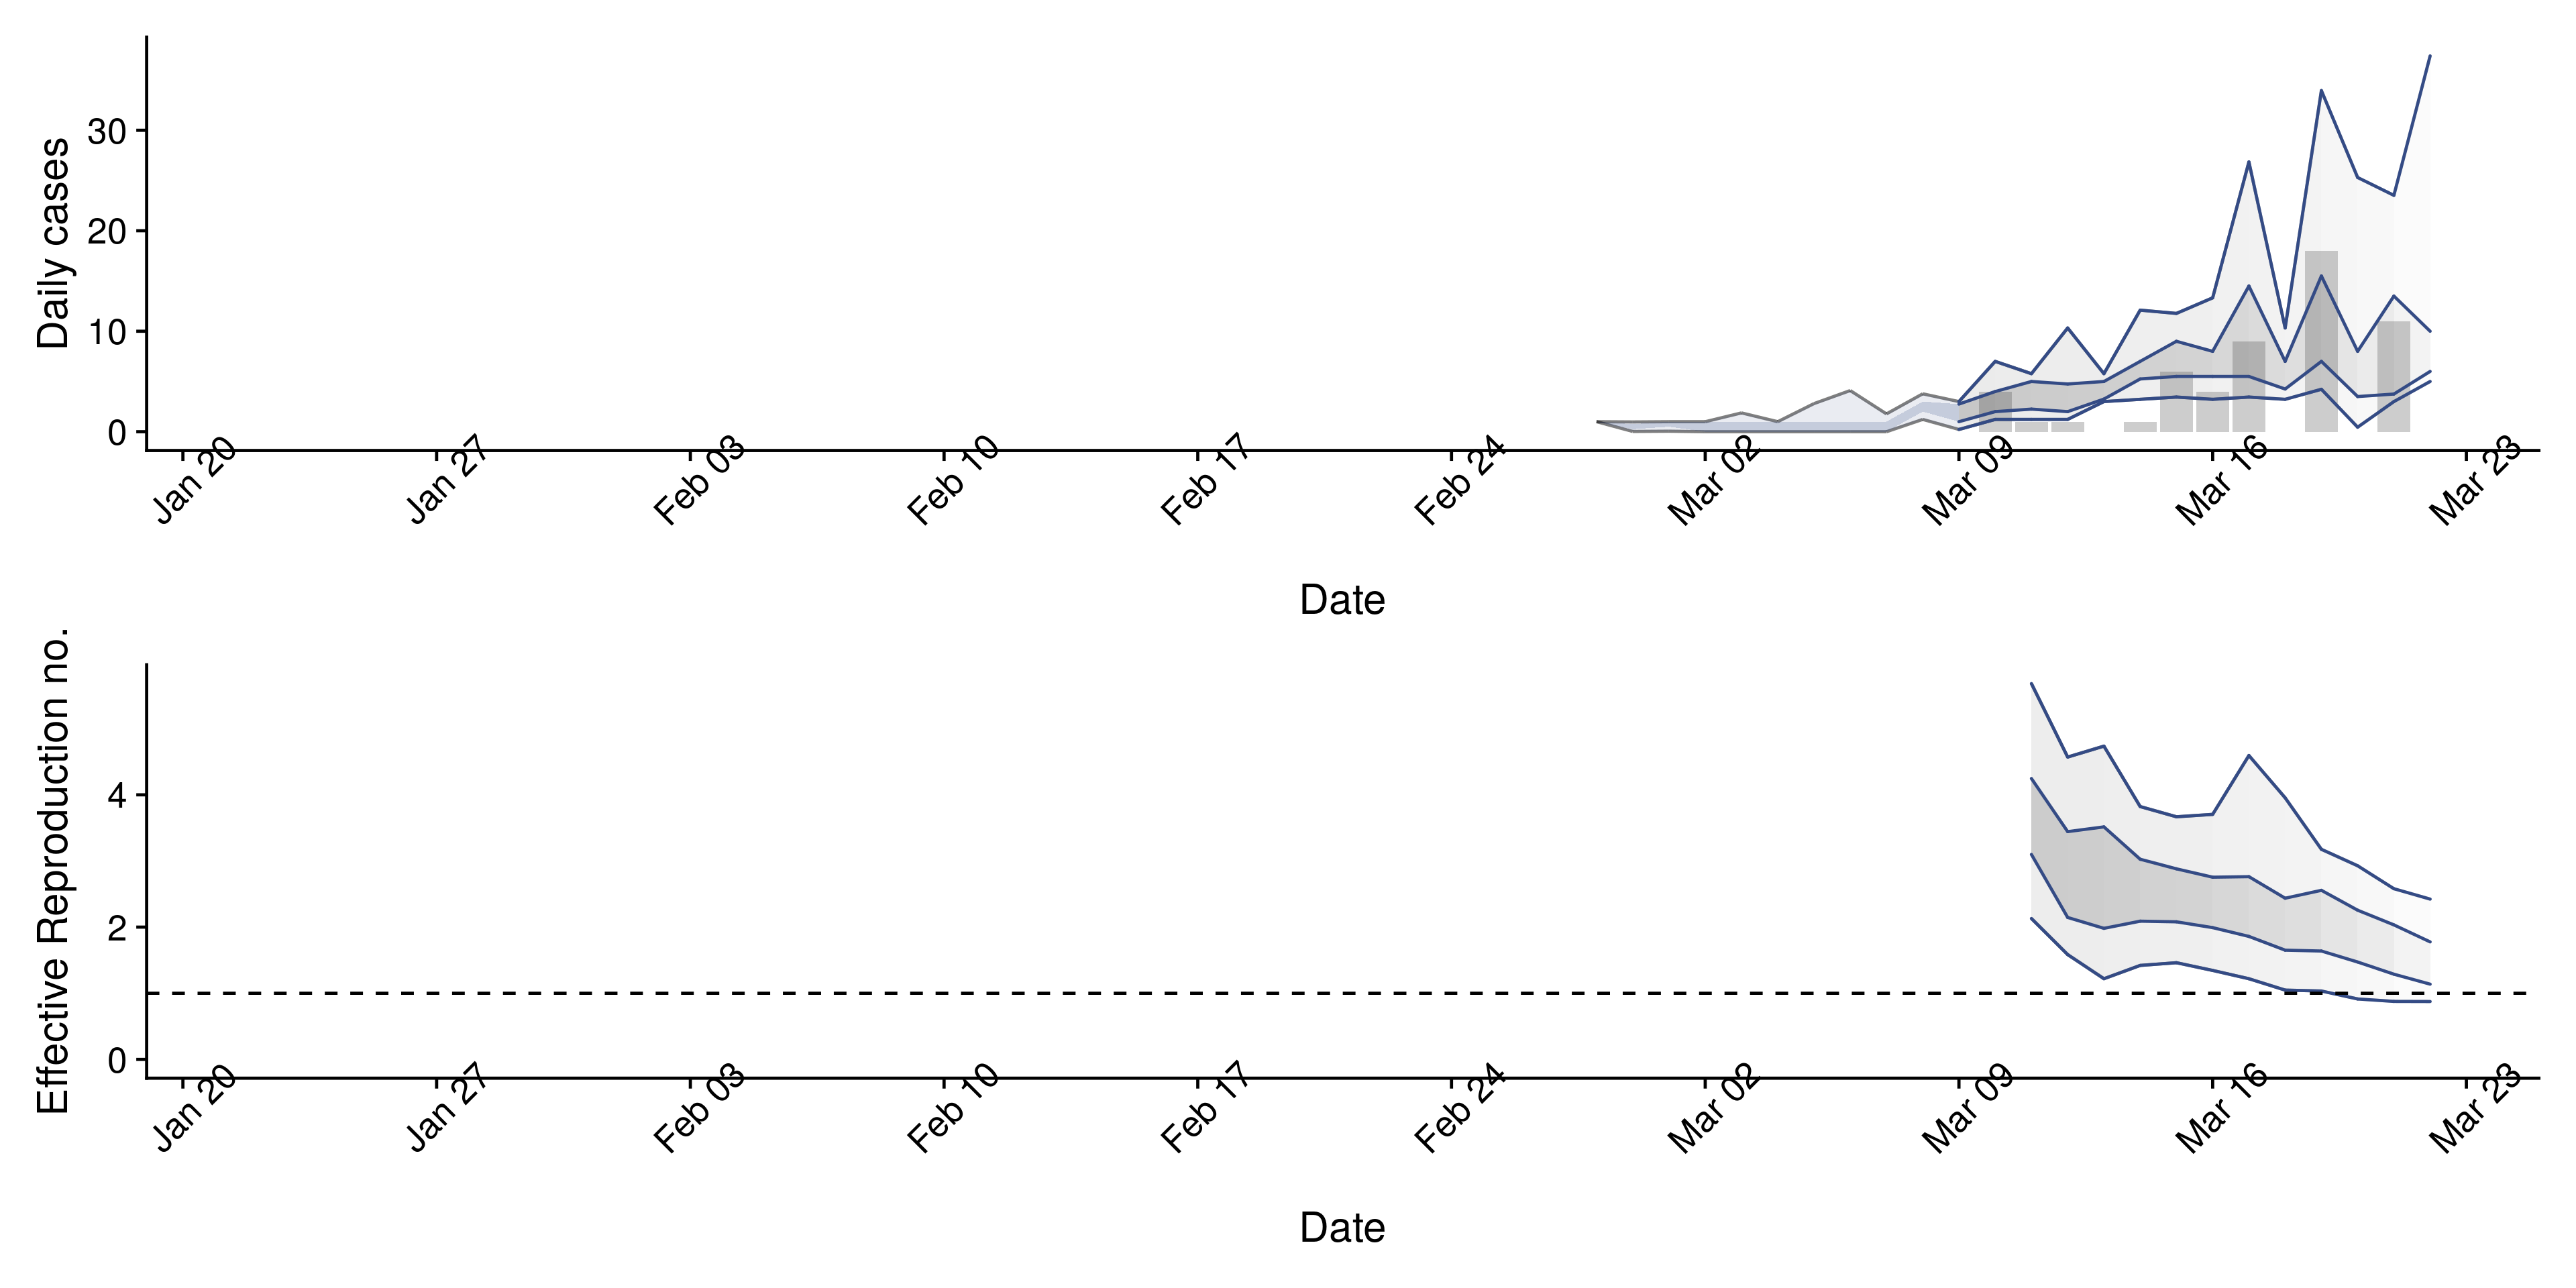 Daily cases
30
20
10
0
Jan 20
Jan 27
Feb 03
Feb 10
Feb 17
Feb 24
Mar 02
Mar 09
Mar 16
Mar 23
Date
Effective Reproduction no.
4
2
0
Jan 20
Jan 27
Feb 03
Feb 10
Feb 17
Feb 24
Mar 02
Mar 09
Mar 16
Mar 23
Date